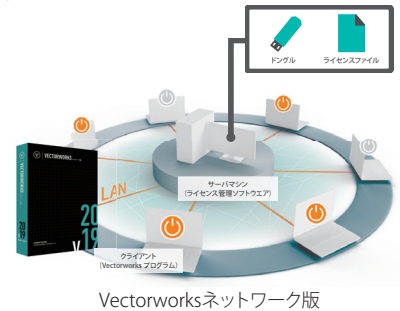 ドングル
ライセンスファイル
VECTORWORKS
LAN
サーバマシン
（ライセンス管理ソフトウエア）
20
v 19
クライアント
（Vectorworks プログラム）
2019
Vectorworksネットワーク版